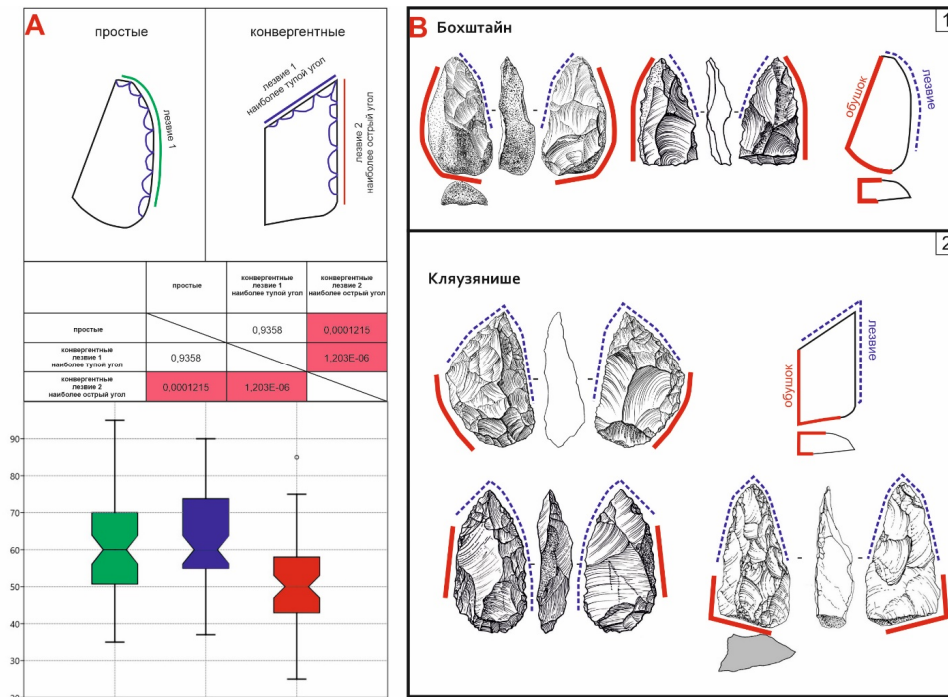 A
простые
конвергентные
лезвие 1
лезвие 1
наиболее тупой угол
лезвие 2
наиболее острый угол
простые
конвергентные
лезвие 1
наиболее тупой угол
конвергентные
лезвие 2
наиболее острый угол
простые
0,9358
0,0001215
конвергентные
лезвие 1
наиболее тупой угол
0,9358
1,203E-06
конвергентные
лезвие 2
наиболее острый угол
0,0001215
1,203E-06
90
80
70
60
50
40
30
20
B Бохштайн
1
обушок
лезвие
2
Кляузянише
обушок
лезвие